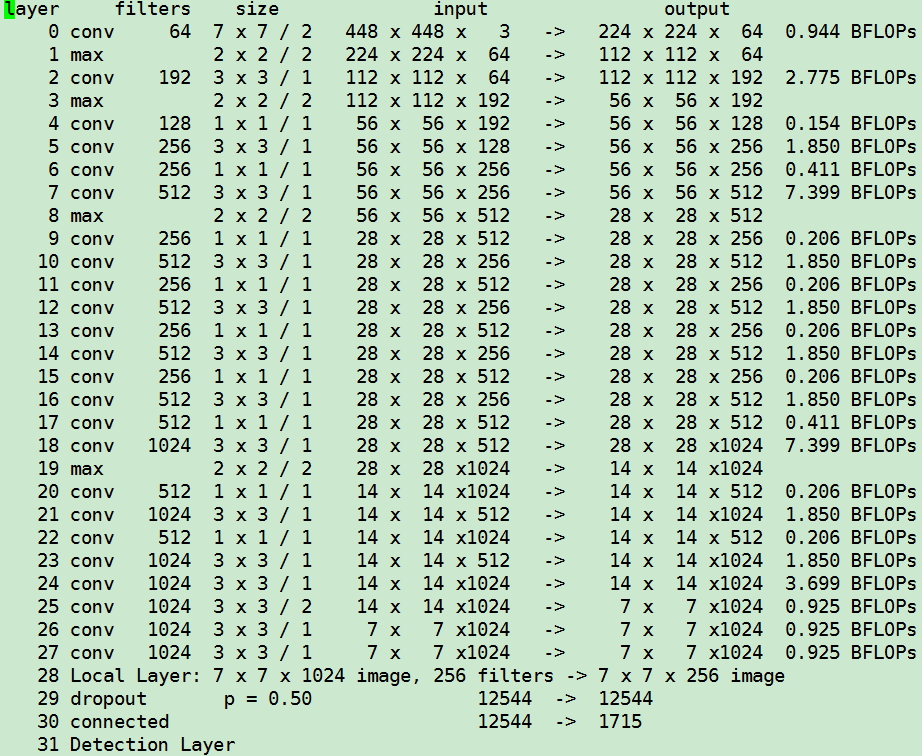 layer     filters    size              input                output
    0 conv     64  7 x 7 / 2   448 x 448 x   3   ->   224 x 224 x  64  0.944 BFLOPs
    1 max          2 x 2 / 2   224 x 224 x  64   ->   112 x 112 x  64
    2 conv    192  3 x 3 / 1   112 x 112 x  64   ->   112 x 112 x 192  2.775 BFLOPs
    3 max          2 x 2 / 2   112 x 112 x 192   ->    56 x  56 x 192
    4 conv    128  1 x 1 / 1    56 x  56 x 192   ->    56 x  56 x 128  0.154 BFLOPs
    5 conv    256  3 x 3 / 1    56 x  56 x 128   ->    56 x  56 x 256  1.850 BFLOPs
    6 conv    256  1 x 1 / 1    56 x  56 x 256   ->    56 x  56 x 256  0.411 BFLOPs
    7 conv    512  3 x 3 / 1    56 x  56 x 256   ->    56 x  56 x 512  7.399 BFLOPs
    8 max          2 x 2 / 2    56 x  56 x 512   ->    28 x  28 x 512
    9 conv    256  1 x 1 / 1    28 x  28 x 512   ->    28 x  28 x 256  0.206 BFLOPs
   10 conv    512  3 x 3 / 1    28 x  28 x 256   ->    28 x  28 x 512  1.850 BFLOPs
   11 conv    256  1 x 1 / 1    28 x  28 x 512   ->    28 x  28 x 256  0.206 BFLOPs
   12 conv    512  3 x 3 / 1    28 x  28 x 256   ->    28 x  28 x 512  1.850 BFLOPs
   13 conv    256  1 x 1 / 1    28 x  28 x 512   ->    28 x  28 x 256  0.206 BFLOPs
   14 conv    512  3 x 3 / 1    28 x  28 x 256   ->    28 x  28 x 512  1.850 BFLOPs
   15 conv    256  1 x 1 / 1    28 x  28 x 512   ->    28 x  28 x 256  0.206 BFLOPs
   16 conv    512  3 x 3 / 1    28 x  28 x 256   ->    28 x  28 x 512  1.850 BFLOPs
   17 conv    512  1 x 1 / 1    28 x  28 x 512   ->    28 x  28 x 512  0.411 BFLOPs
   18 conv   1024  3 x 3 / 1    28 x  28 x 512   ->    28 x  28 x1024  7.399 BFLOPs
   19 max          2 x 2 / 2    28 x  28 x1024   ->    14 x  14 x1024
   20 conv    512  1 x 1 / 1    14 x  14 x1024   ->    14 x  14 x 512  0.206 BFLOPs
   21 conv   1024  3 x 3 / 1    14 x  14 x 512   ->    14 x  14 x1024  1.850 BFLOPs
   22 conv    512  1 x 1 / 1    14 x  14 x1024   ->    14 x  14 x 512  0.206 BFLOPs
   23 conv   1024  3 x 3 / 1    14 x  14 x 512   ->    14 x  14 x1024  1.850 BFLOPs
   24 conv   1024  3 x 3 / 1    14 x  14 x1024   ->    14 x  14 x1024  3.699 BFLOPs
   25 conv   1024  3 x 3 / 2    14 x  14 x1024   ->     7 x   7 x1024  0.925 BFLOPs
   26 conv   1024  3 x 3 / 1     7 x   7 x1024   ->     7 x   7 x1024  0.925 BFLOPs
   27 conv   1024  3 x 3 / 1     7 x   7 x1024   ->     7 x   7 x1024  0.925 BFLOPs
   28 Local Layer: 7 x 7 x 1024 image, 256 filters -> 7 x 7 x 256 image
   29 dropout       p = 0.50               12544  ->  12544
   30 connected                            12544  ->  1715
   31 Detection Layer